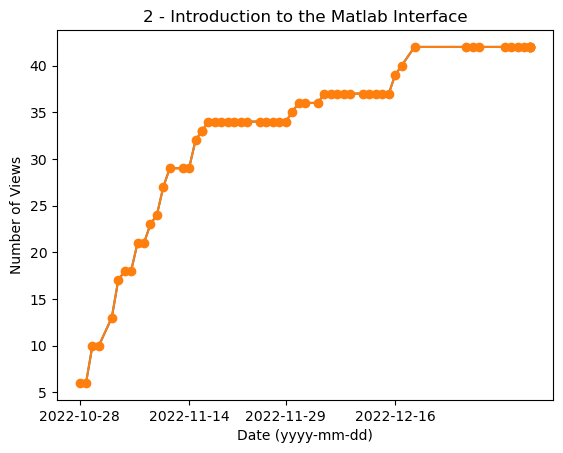 2 - Introduction to the Matlab Interface
40
35
30
25
20
15
10
5
Number of Views
2022-10-28 2022-11-14 2022-11-29 2022-12-16
Date (yyyy-mm-dd)